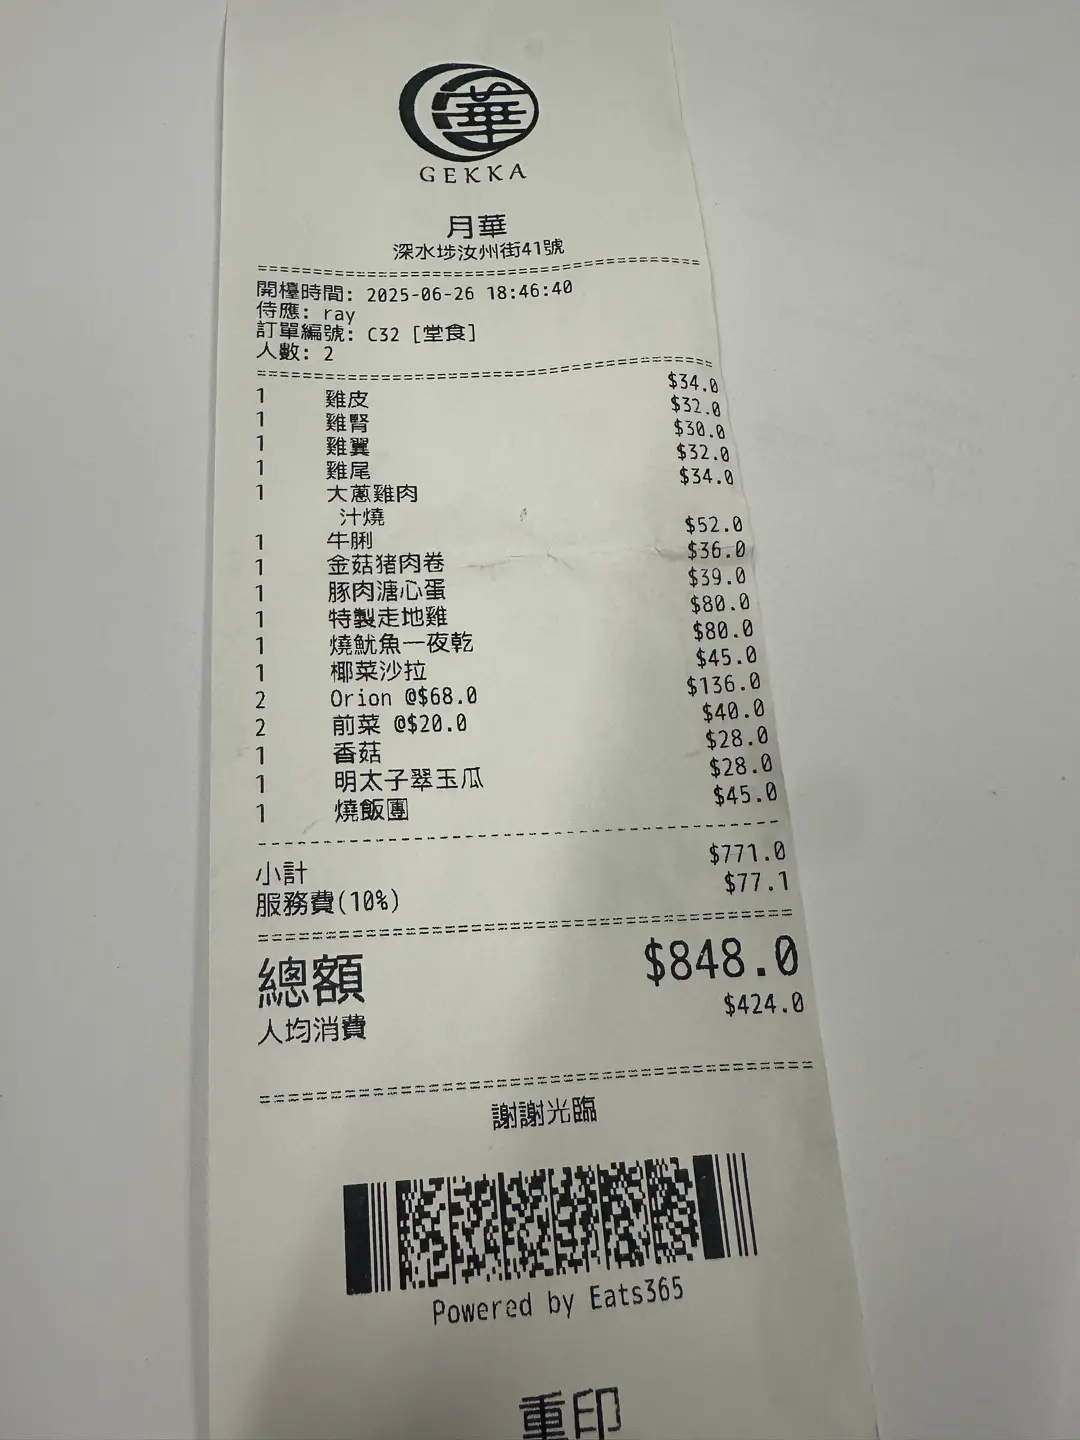 華
GEKKA
月華
深水埗汝州街41號
開檯時間: 2025-06-26 18:46:40
侍應: ray
訂單編號: C32 [堂食]
人數: 2
1 雞皮 $34.0
1 雞腎 $32.0
1 雞翼 $30.0
1 雞尾 $32.0
1 大蔥雞肉 $34.0
汁燒
1 牛脷 $52.0
1 金菇猪肉卷 $36.0
1 豚肉溏心蛋 $39.0
1 特製走地雞 $80.0
1 燒魷魚一夜乾 $80.0
1 椰菜沙拉 $45.0
2 Orion @$68.0 $136.0
2 前菜 @$20.0 $40.0
1 香菇 $28.0
1 明太子翠玉瓜 $28.0
1 燒飯團 $45.0
小計 $771.0
服務費(10%) $77.1
總額 $848.0
人均消費 $424.0
謝謝光臨
Powered by Eats365
重印